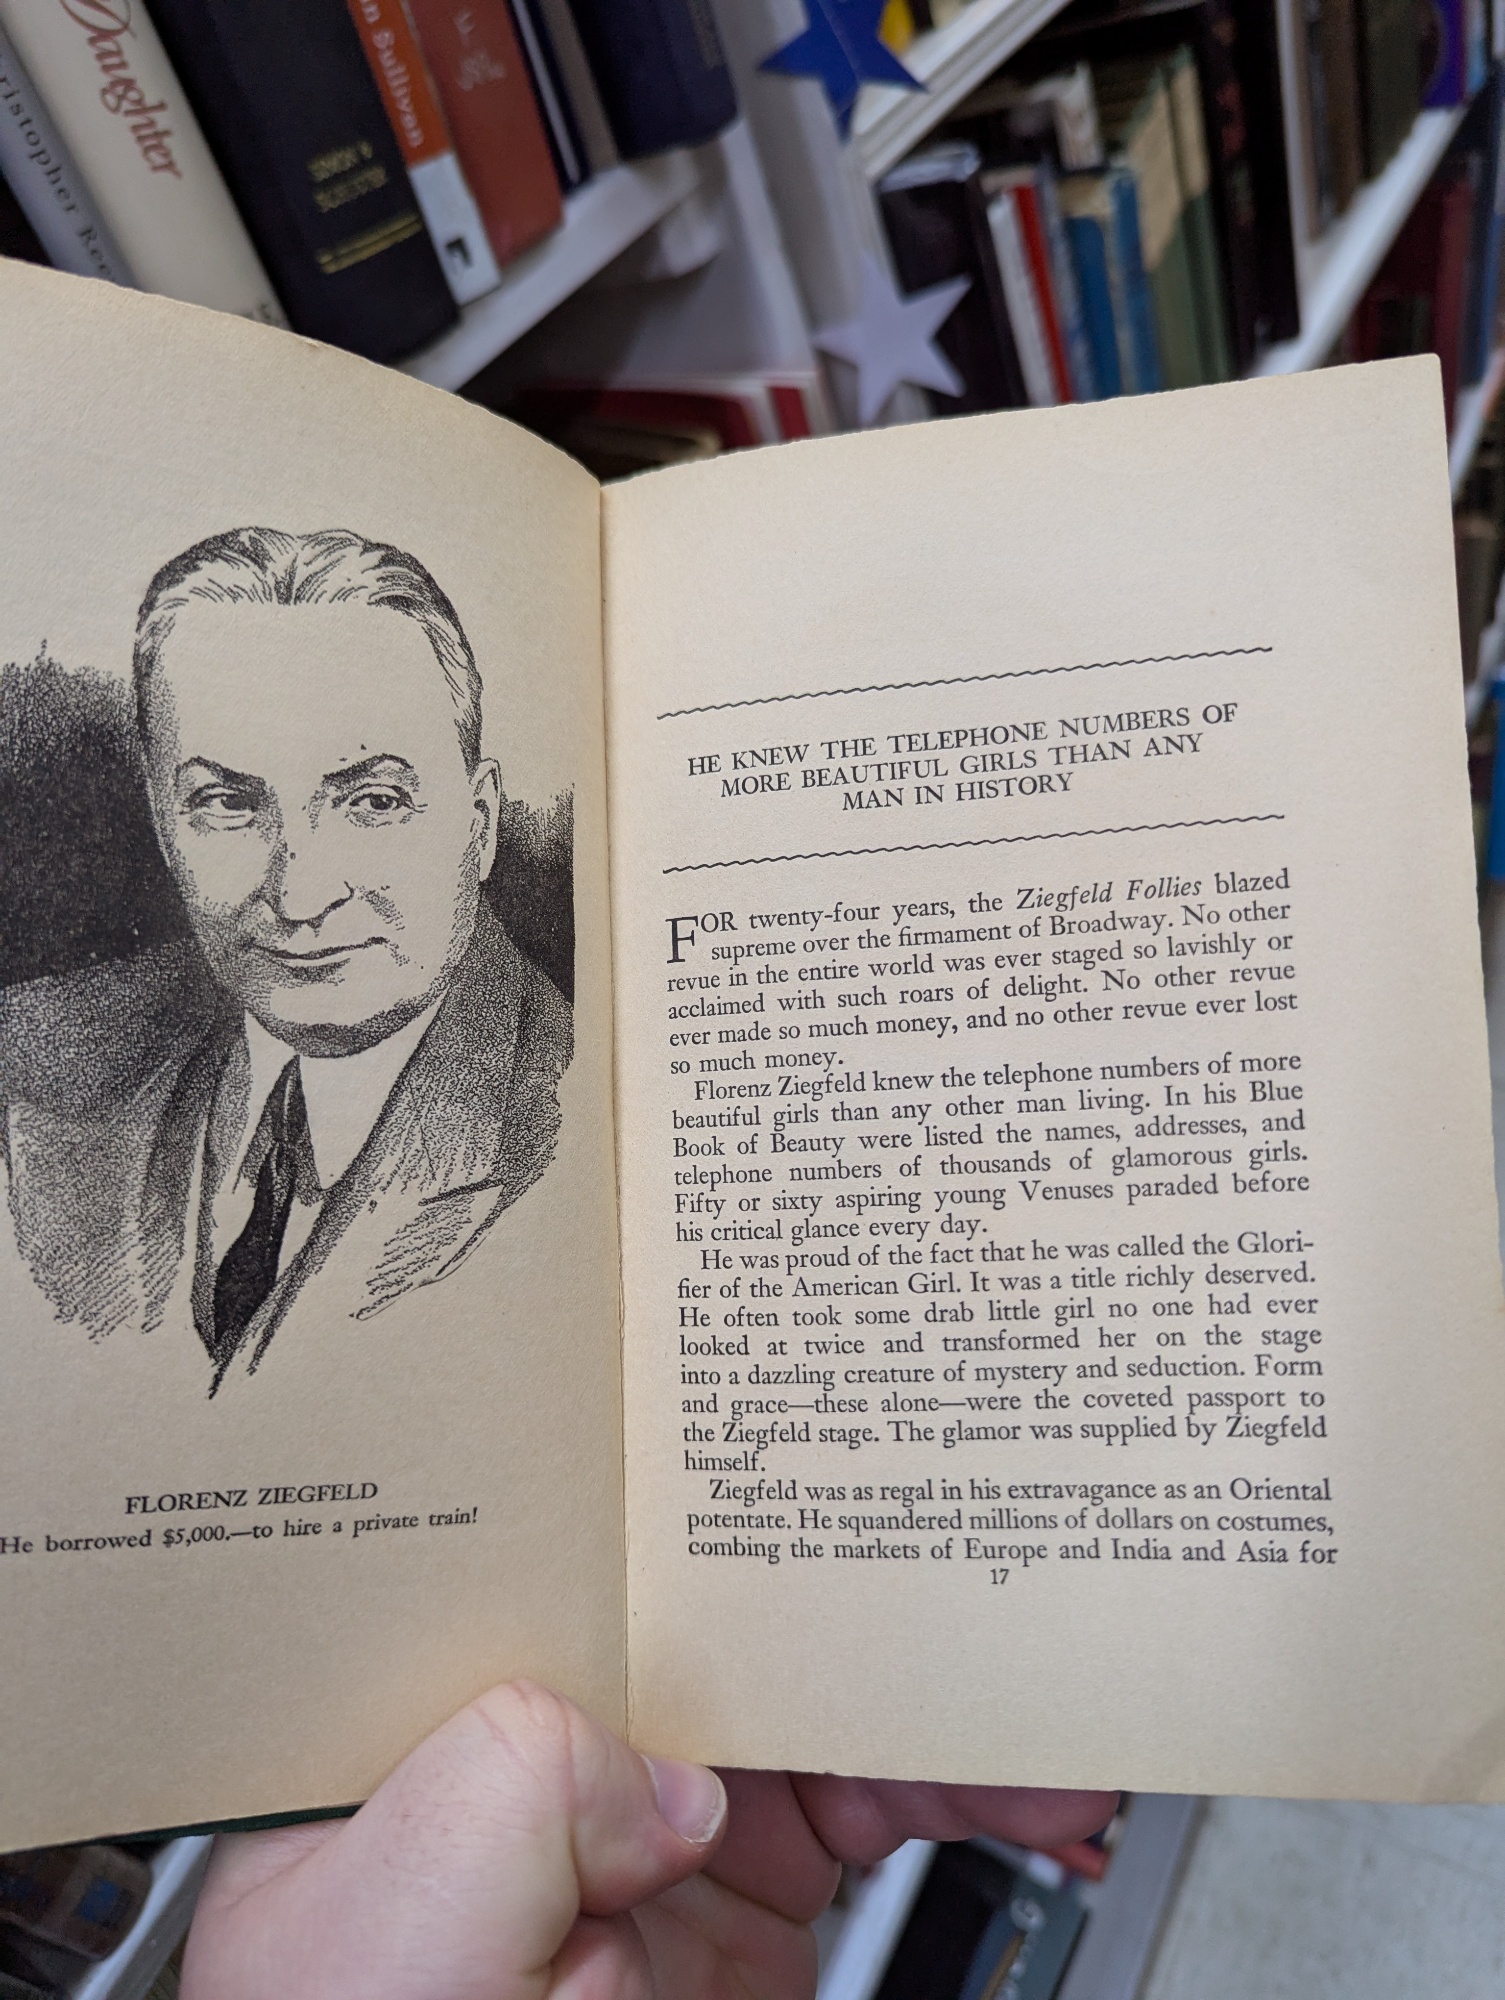 Daughter
ristopher Ree
n Sullivan
SIMON &
SCHUSTER
FLORENZ ZIEGFELD
He borrowed $5,000.—to hire a private train!
HE KNEW THE TELEPHONE NUMBERS OF
MORE BEAUTIFUL GIRLS THAN ANY
MAN IN HISTORY
FOR twenty-four years, the Ziegfeld Follies blazed
supreme over the firmament of Broadway. No other
revue in the entire world was ever staged so lavishly or
acclaimed with such roars of delight. No other revue
ever made so much money, and no other revue ever lost
so much money.
Florenz Ziegfeld knew the telephone numbers of more
beautiful girls than any other man living. In his Blue
Book of Beauty were listed the names, addresses, and
telephone numbers of thousands of glamorous girls.
Fifty or sixty aspiring young Venuses paraded before
his critical glance every day.
He was proud of the fact that he was called the Glori-
fier of the American Girl. It was a title richly deserved.
He often took some drab little girl no one had ever
looked at twice and transformed her on the stage
into a dazzling creature of mystery and seduction. Form
and grace—these alone—were the coveted passport to
the Ziegfeld stage. The glamor was supplied by Ziegfeld
himself.
Ziegfeld was as regal in his extravagance as an Oriental
potentate. He squandered millions of dollars on costumes,
combing the markets of Europe and India and Asia for
17